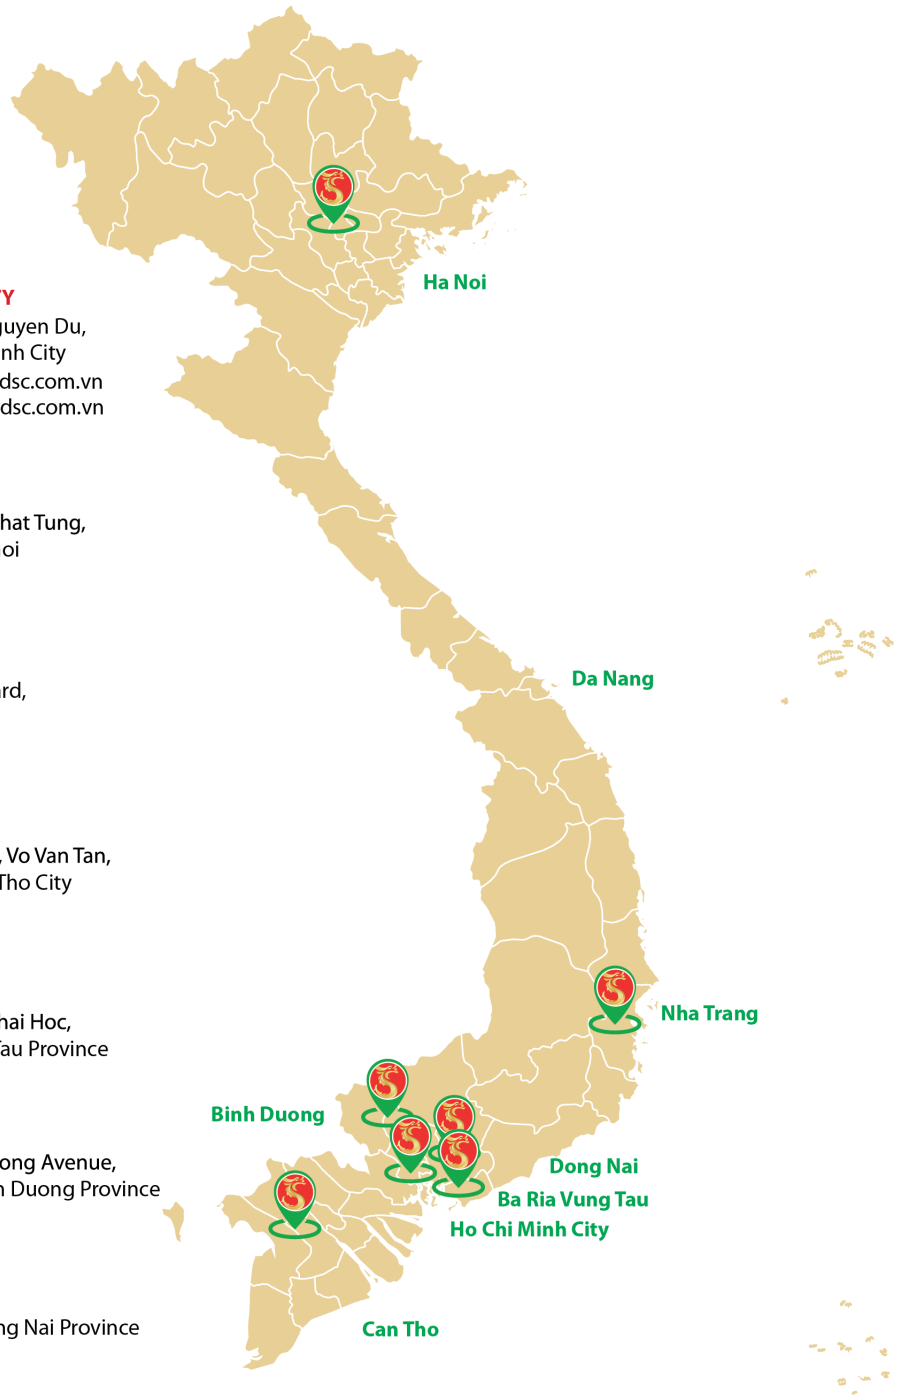 Ha Noi
Y
guyen Du,
nh City
dsc.com.vn
dsc.com.vn
hat Tung,
oi
Da Nang
rd,
, Vo Van Tan,
Tho City
Nha Trang
hai Hoc,
Tau Province
Binh Duong
ong Avenue,
n Duong Province
Dong Nai
Ba Ria Vung Tau
Ho Chi Minh City
Can Tho
ng Nai Province